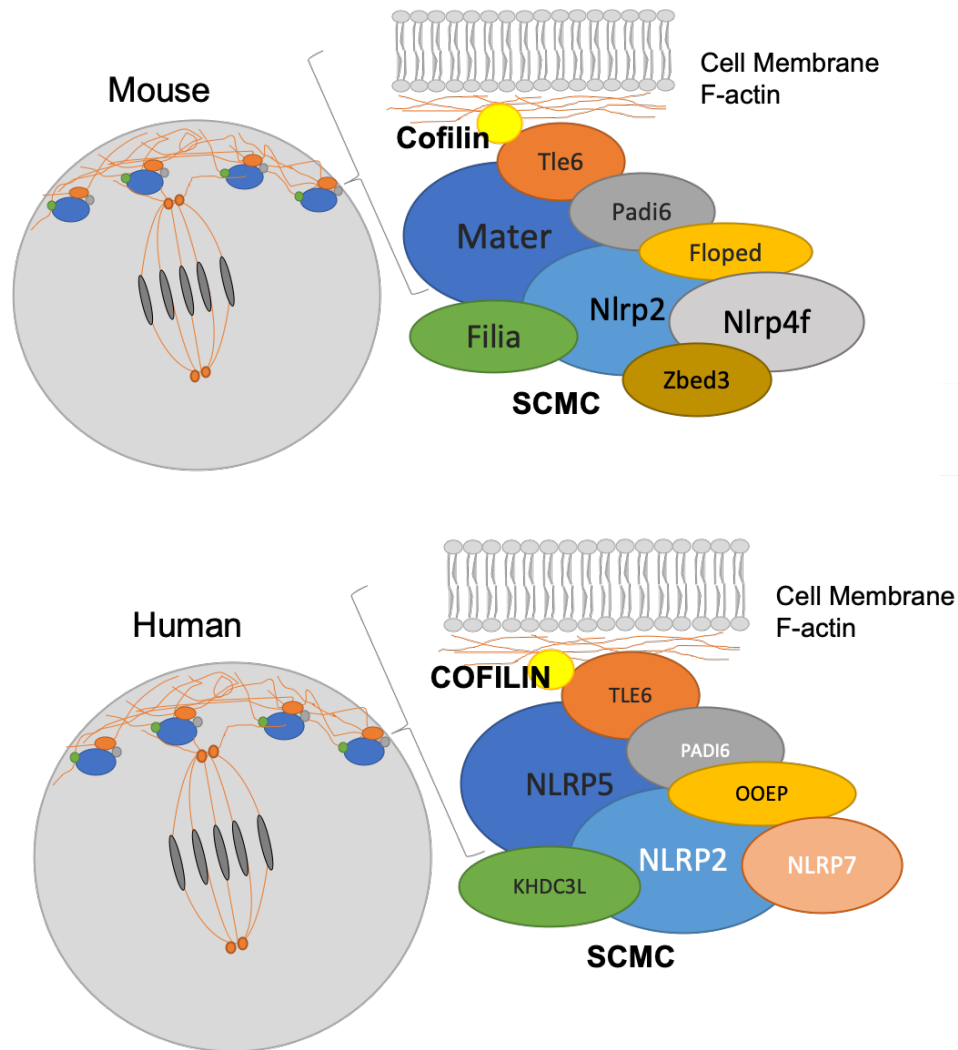 Mouse
Cell Membrane
F-actin
Cofilin
Tle6
Padi6
Mater
Floped
Nlrp2
Nlrp4f
Filia
Zbed3
SCMC
Human
Cell Membrane
F-actin
COFILIN
TLE6
PADI6
NLRP5
OOEP
NLRP2
NLRP7
KHDC3L
SCMC